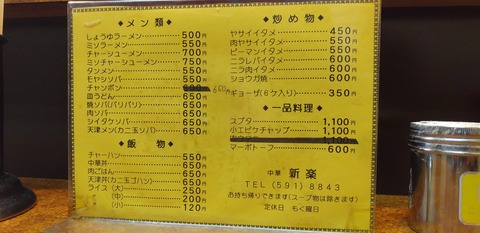 ◆メン類◆
しょうゆラーメン 500円
ミソラーメン 550円
チャーシューメン 700円
ミソチャーシューメン 750円
タンメン 550円
モヤシソバ 550円
チャンポン 600 650円
皿うどん 650円
焼ソバ(パリパリ) 650円
肉ソバ 650円
シイタケソバ 650円
天津メン(カニ玉ソバ) 650円
◆飯物◆
チャーハン 550円
中華丼 650円
肉ごはん 650円
天津丼(カニ玉ゴハン) 650円
ライス(大) 250円
(中) 200円
(小) 120円
◆炒め物◆
ヤサイイタメ 450円
肉ヤサイイタメ 550円
ピーマンイタメ 550円
ニラレバイタメ 600円
ニラ肉イタメ 600円
ショウガ焼 600円
ギョーザ(6ケ入り) 350円
◆一品料理◆
スブタ 1,100円
小エビケチャップ 1,100円
1,100円
マーボトーフ 600円
中華 新楽
TEL(591)8843
お持ち帰りできます(スープ物は除きます)
定休日 もく曜日